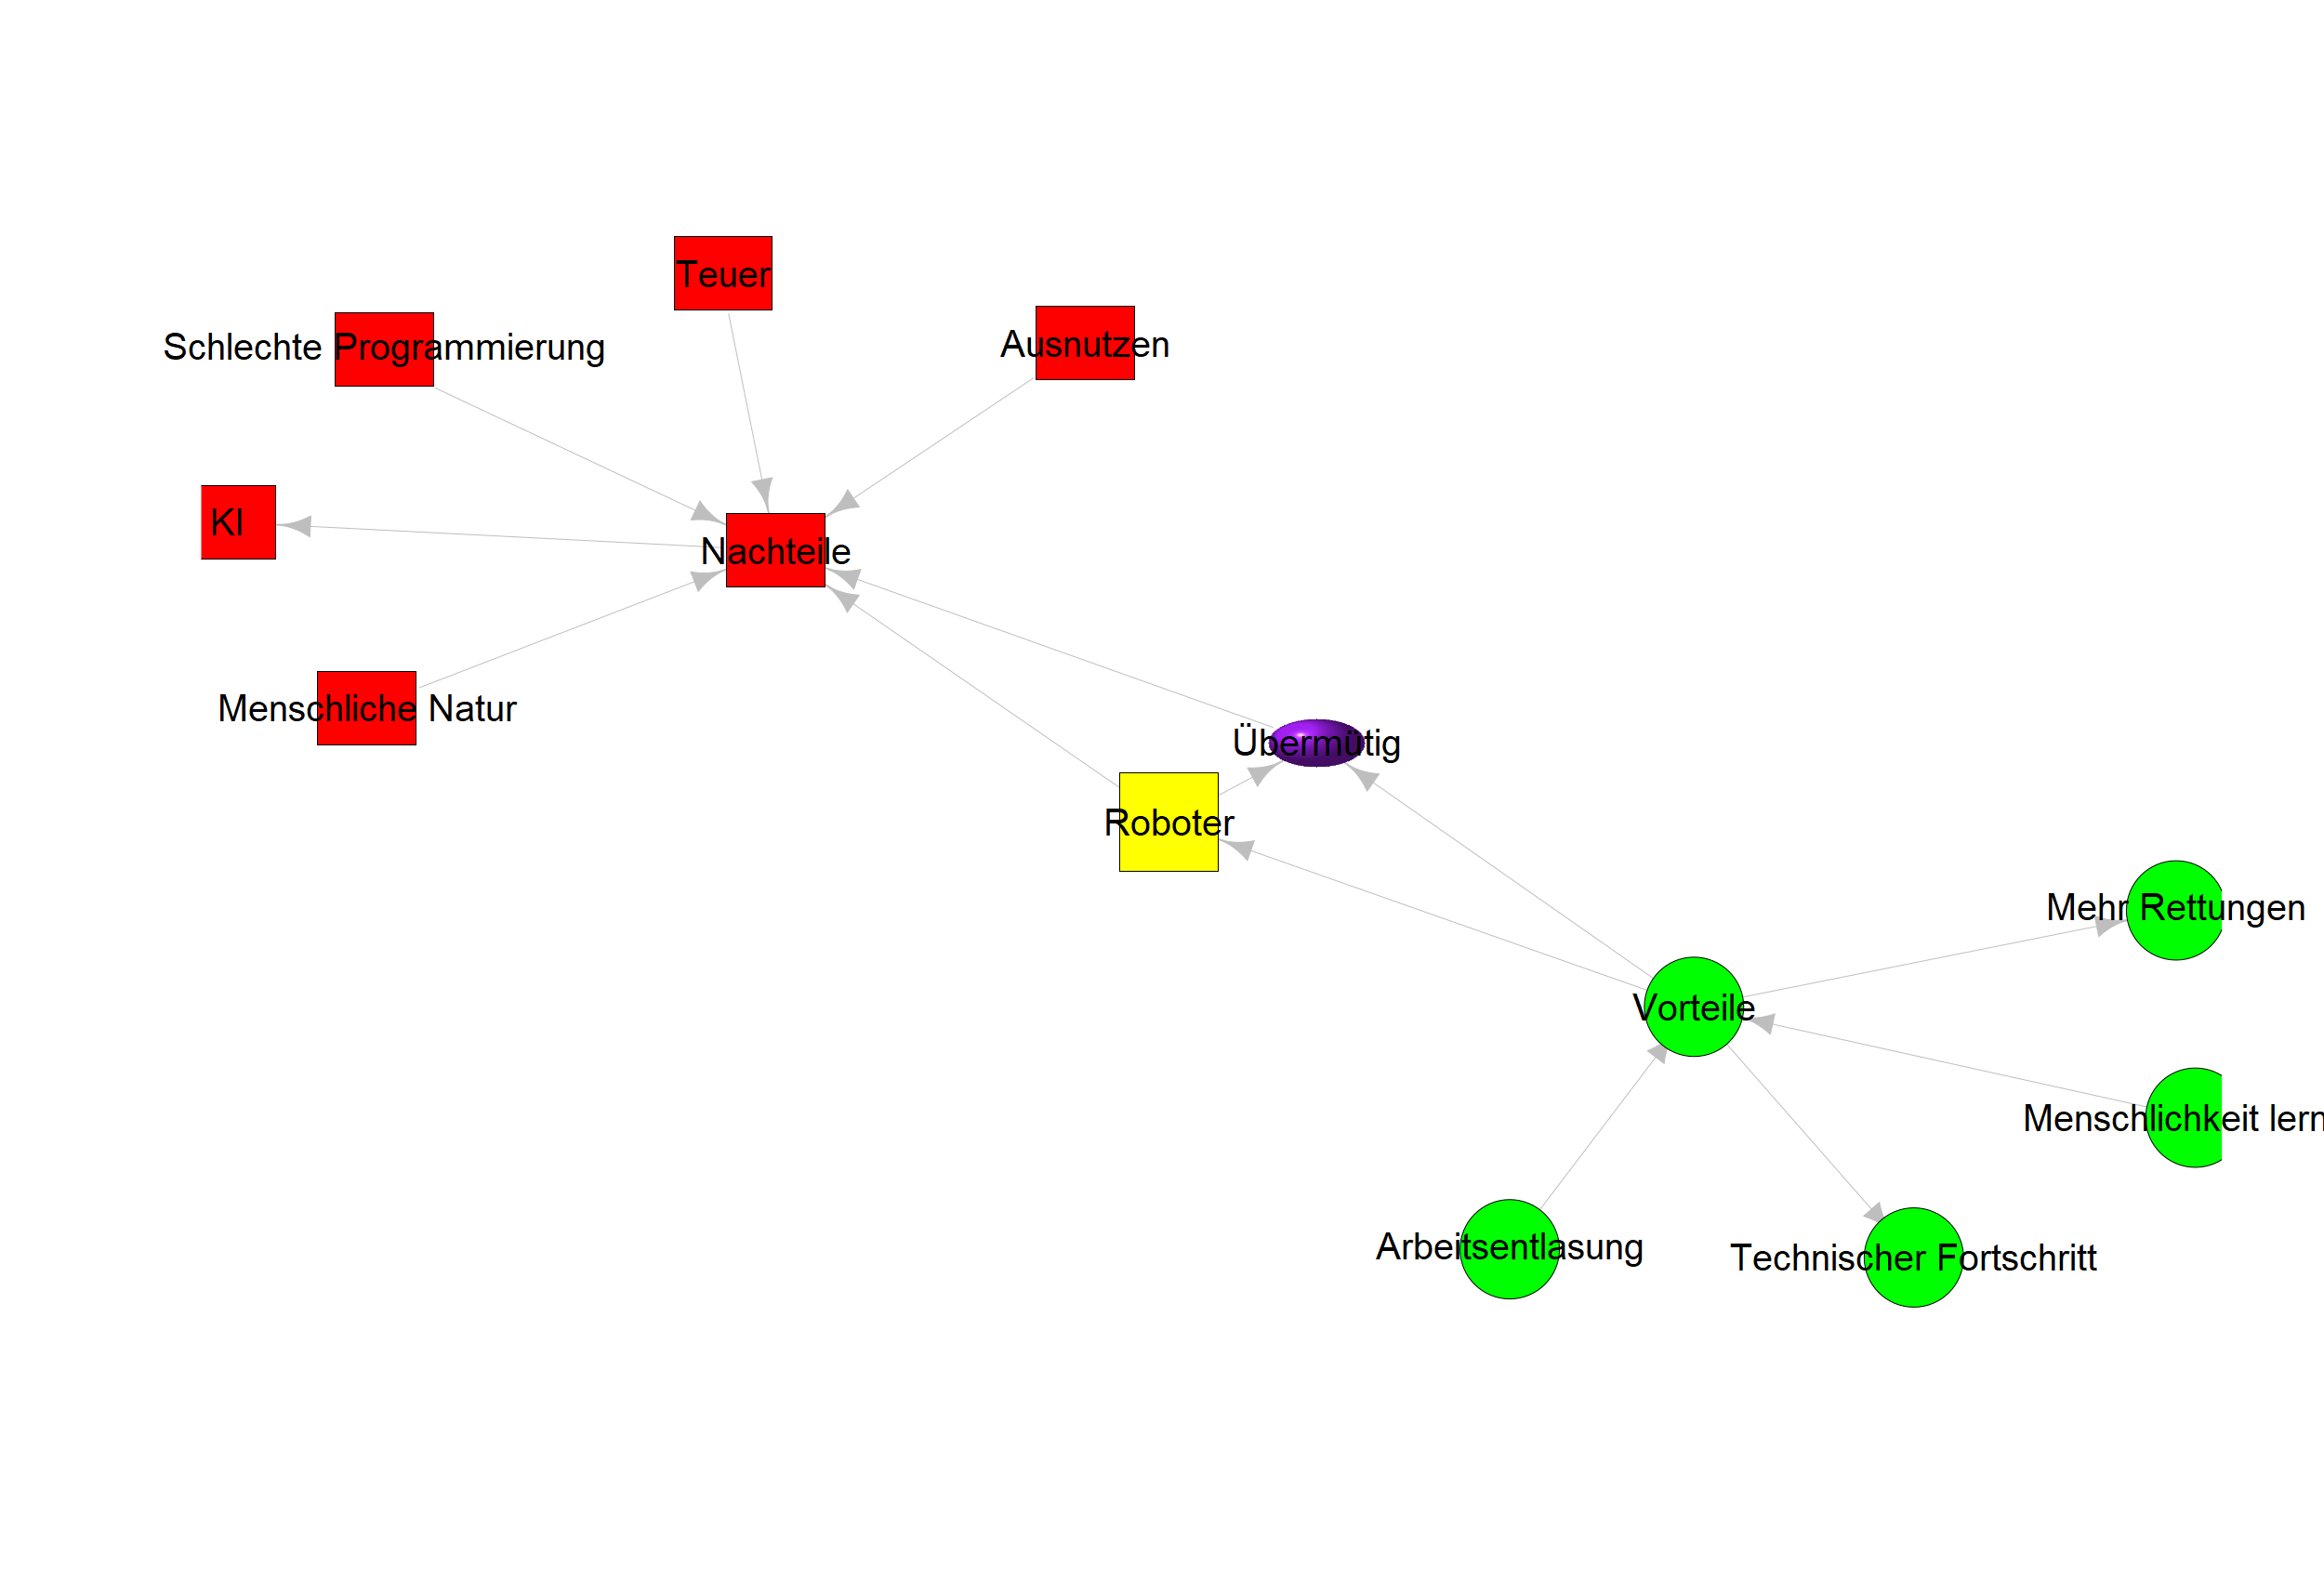 Teuer
Schlechte Programmierung
Ausnutzen
KI
Nachteile
Menschliche Natur
Übermütig
Roboter
Mehr Rettungen
Vorteile
Menschlichkeit lern
Arbeitsentlasung
Technischer Fortschritt